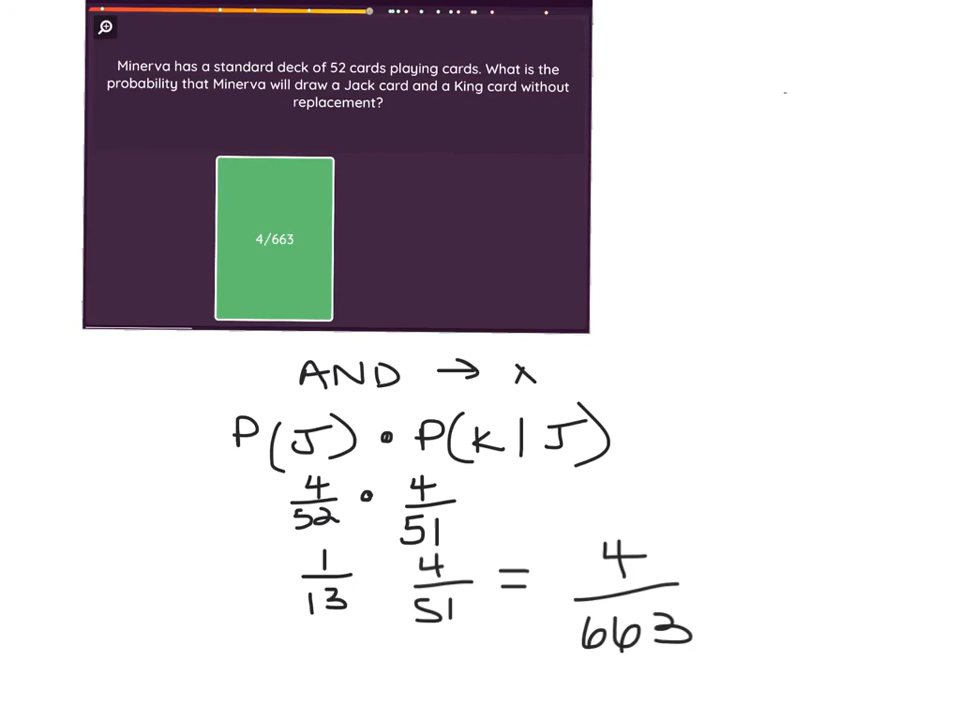 Minerva has a standard deck of 52 cards playing cards. What is the
probability that Minerva will draw a Jack card and a King card without
replacement?
4/663
AND → x
P(J) • P(K|J)
4/52 • 4/51
1/13 4/51 = 4/663